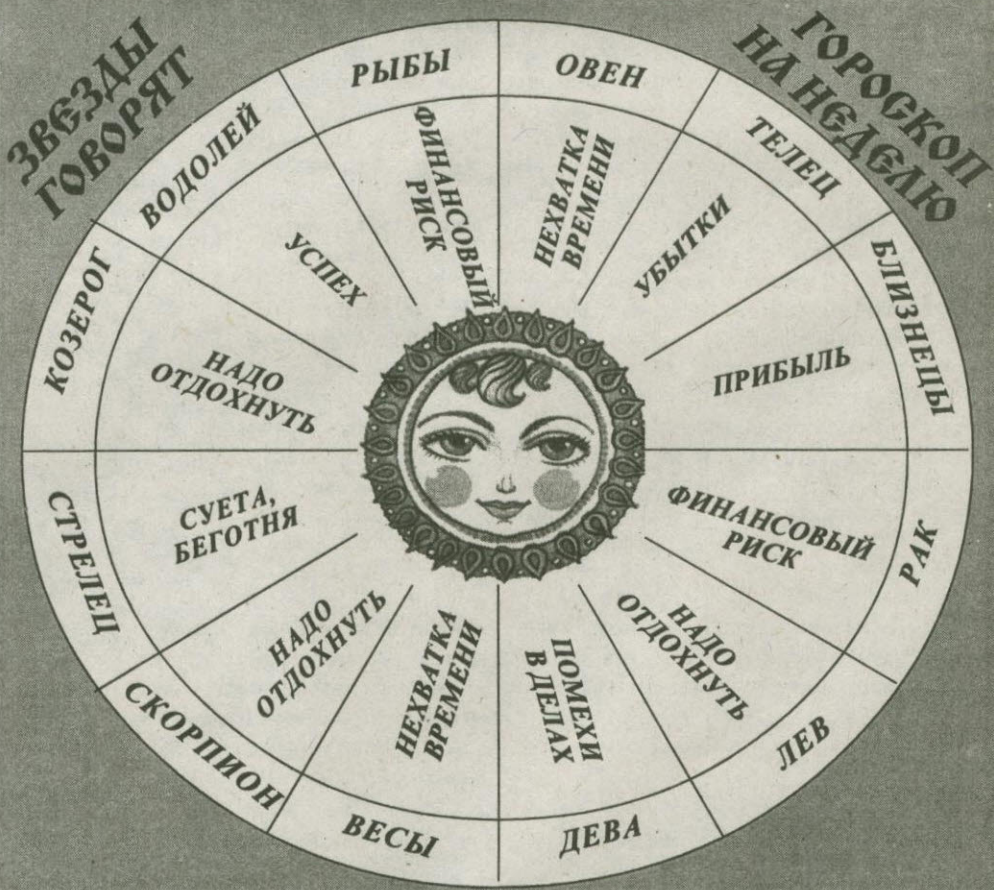 ЗВЕЗДЫ
ГОВОРЯТ
ГОРОСКОП
НА НЕДЕЛЮ
ОВЕН
НЕХВАТКА
ВРЕМЕНИ
ТЕЛЕЦ
УБЫТКИ
БЛИЗНЕЦЫ
ПРИБЫЛЬ
РАК
ФИНАНСОВЫЙ
РИСК
ЛЕВ
НАДО
ОТДОХНУТЬ
ДЕВА
ПОМЕХИ
В ДЕЛАХ
ВЕСЫ
НЕХВАТКА
ВРЕМЕНИ
СКОРПИОН
НАДО
ОТДОХНУТЬ
СТРЕЛЕЦ
СУЕТА,
БЕГОТНЯ
КОЗЕРОГ
НАДО
ОТДОХНУТЬ
ВОДОЛЕЙ
УСПЕХ
РЫБЫ
ФИНАНСОВЫЙ
РИСК